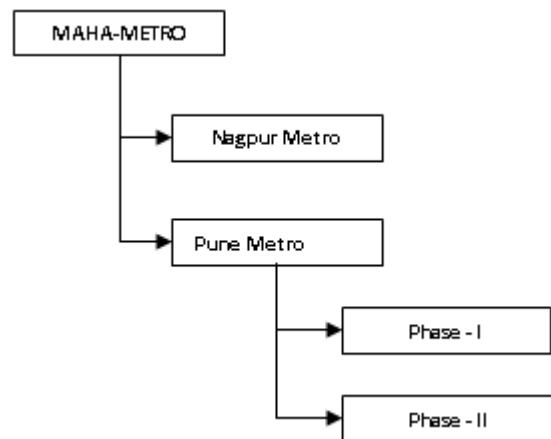 MAHA-METRO
Nagpur Metro
Pune Metro
Phase - I
Phase - II